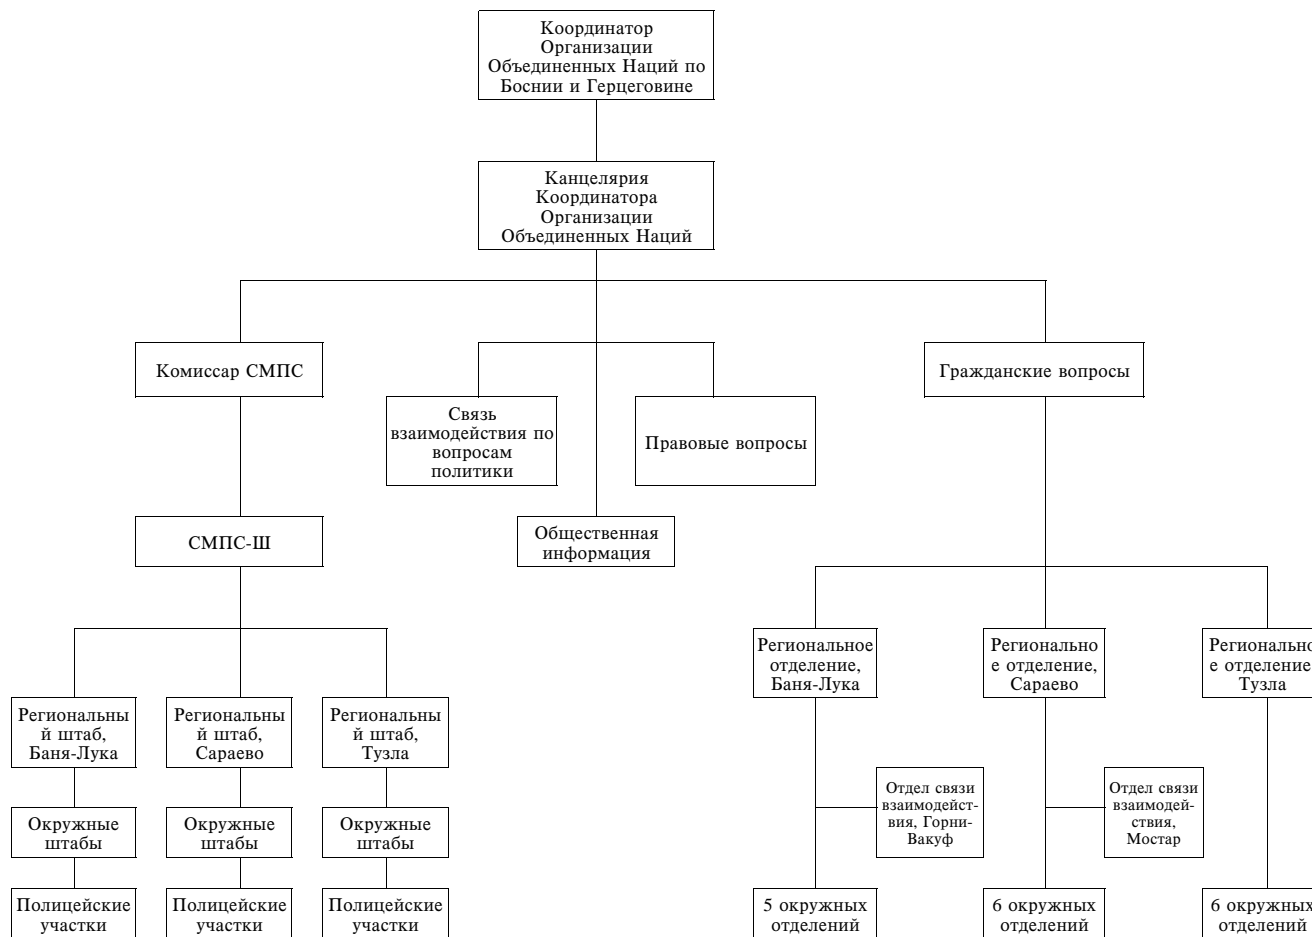 Координатор
Организации
Объединенных Наций по
Боснии и Герцеговине
Канцелярия
Координатора
Организации
Объединенных Наций
Комиссар СМПС
Гражданские вопросы
Связь
взаимодействия по
вопросам
политики
Правовые вопросы
СМПС-Ш
Общественная
информация
Региональное
отделение,
Баня-Лука
Регионально
е отделение,
Сараево
Регионально
е отделение
Тузла
Региональны
й штаб,
Баня-Лука
Региональны
й штаб,
Сараево
Региональны
й штаб,
Тузла
Отдел связи
взаимодейст-
вия, Горни-
Вакуф
Отдел связи
взаимодей-
ствия,
Мостар
Окружные
штабы
Окружные
штабы
Окружные
штабы
Полицейские
участки
Полицейские
участки
Полицейские
участки
5 окружных
отделений
6 окружных
отделений
6 окружных
отделений